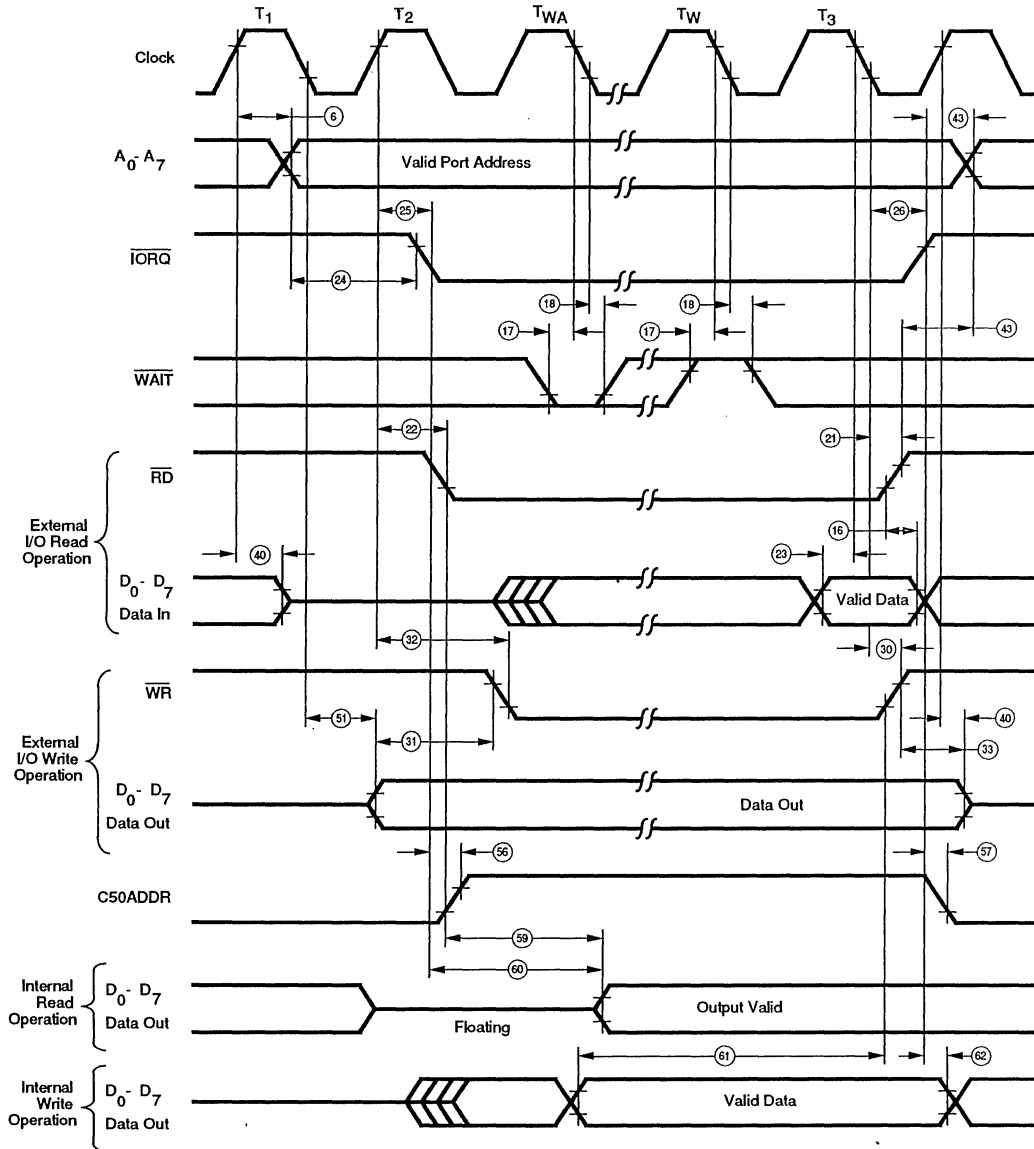 T1 T2 TWA TW T3
Clock
6 43
A0- A7 Valid Port Address
25 26
IORQ
24
18 18
17 17 43
WAIT
22 21
RD
External
I/O Read
Operation
16
40 23
D0- D7
Data In
Valid Data
32 30
WR
51 40
31 33
External
I/O Write
Operation
D0- D7
Data Out
Data Out
56 57
C50ADDR
59
60
Internal
Read
Operation
D0- D7
Data Out
Floating
Output Valid
61 62
Internal
Write
Operation
D0- D7
Data Out
Valid Data